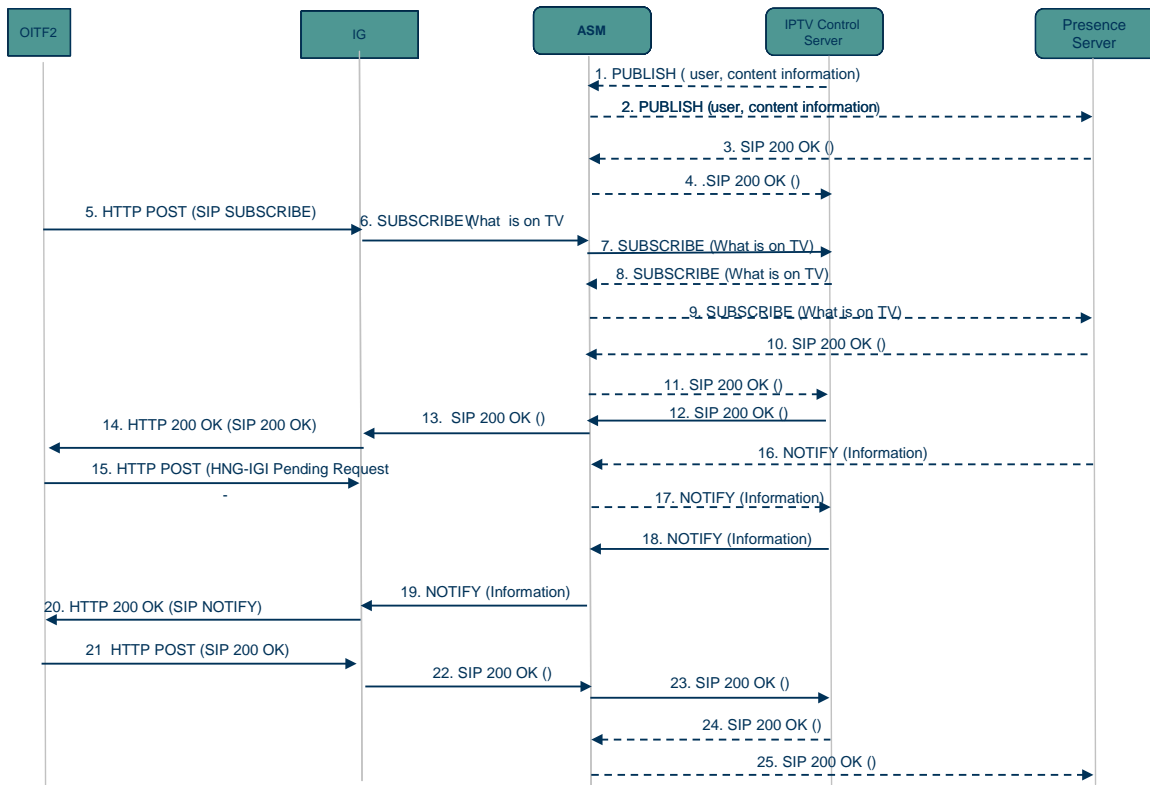 OITF2
IG
ASM
IPTV Control
Server
Presence
Server
1. PUBLISH ( user, content information)
2. PUBLISH (user, content information)
3. SIP 200 OK ()
4. .SIP 200 OK ()
5. HTTP POST (SIP SUBSCRIBE)
6. SUBSCRIBE(What is on TV
7. SUBSCRIBE (What is on TV)
8. SUBSCRIBE (What is on TV)
9. SUBSCRIBE (What is on TV)
10. SIP 200 OK ()
11. SIP 200 OK ()
12. SIP 200 OK ()
13. SIP 200 OK ()
14. HTTP 200 OK (SIP 200 OK)
15. HTTP POST (HNG-IGI Pending Request
-
16. NOTIFY (Information)
17. NOTIFY (Information)
18. NOTIFY (Information)
19. NOTIFY (Information)
20. HTTP 200 OK (SIP NOTIFY)
21 HTTP POST (SIP 200 OK)
22. SIP 200 OK ()
23. SIP 200 OK ()
24. SIP 200 OK ()
25. SIP 200 OK ()